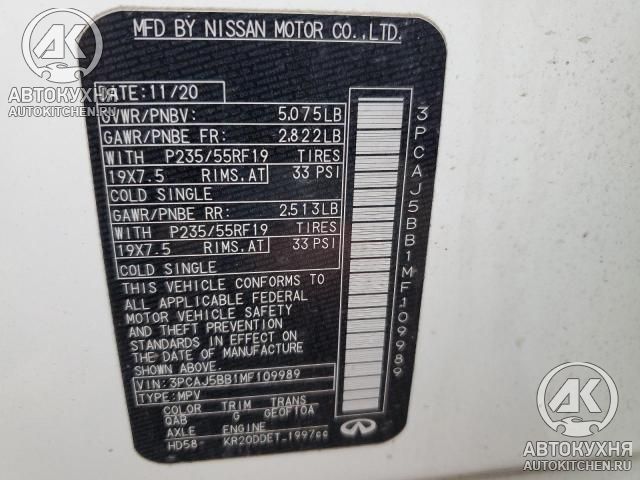 MFD BY NISSAN MOTOR CO.,LTD.
DATE:11/20
GVWR/PNBV: 5.075LB
GAWR/PNBE FR: 2.822LB
WITH P235/55RF19 TIRES
19X7.5 RIMS.AT 33 PSI
COLD SINGLE
GAWR/PNBE RR: 2.513LB
WITH P235/55RF19 TIRES
19X7.5 RIMS.AT 33 PSI
COLD SINGLE
THIS VEHICLE CONFORMS TO
ALL APPLICABLE FEDERAL
MOTOR VEHICLE SAFETY
AND THEFT PREVENTION
STANDARDS IN EFFECT ON
THE DATE OF MANUFACTURE
SHOWN ABOVE.
VIN: 3PCAJ5BB1MF109989
TYPE: MPV
COLOR TRIM TRANS
QAB G GE0F10A
AXLE ENGINE
HD58- KR20DDET-1997cc
3PCAJ5BB1MF109989
АК
АВТОКУХНЯ
AVTOKITCHEN.RU
АК
АВТОКУХНЯ
AVTOKITCHEN.RU